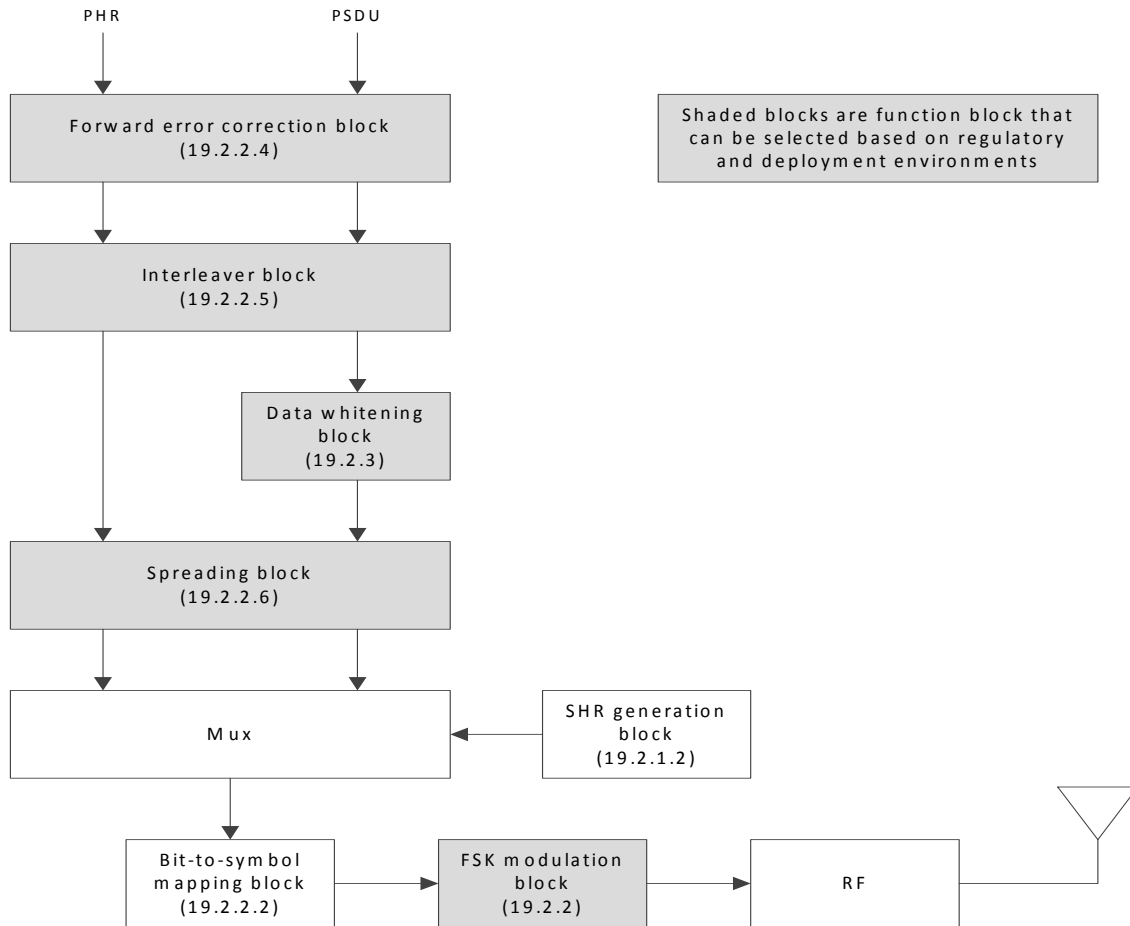 PHR
PSDU
Forward error correction block
(19.2.2.4)
Shaded blocks are function block that
can be selected based on regulatory
and deployment environments
Interleaver block
(19.2.2.5)
Data whitening
block
(19.2.3)
Spreading block
(19.2.2.6)
Mux
SHR generation
block
(19.2.1.2)
Bit-to-symbol
mapping block
(19.2.2.2)
FSK modulation
block
(19.2.2)
RF